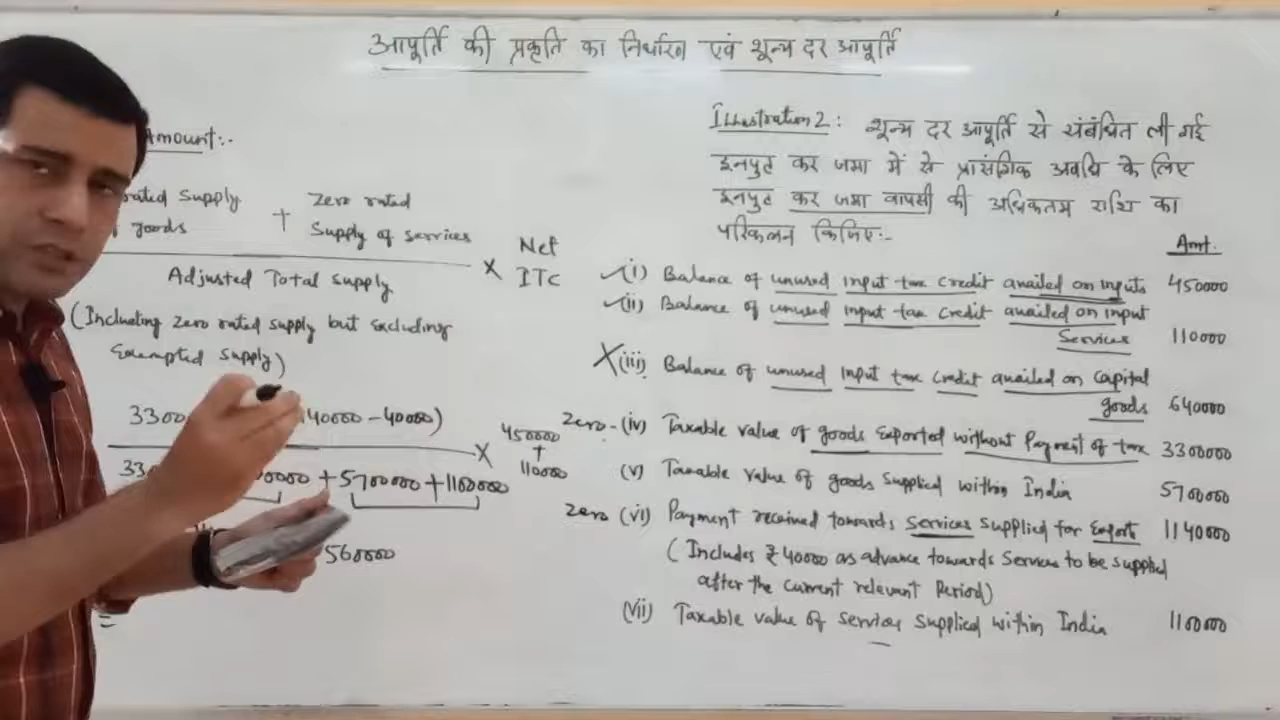 आपूर्ति की प्रकृति का निर्धारण एवं शून्य दर आपूर्ति
Amount:-
rated Supply
goods
+
Zero rated
Supply of services
×
Net
ITC
Adjusted Total Supply
(Including Zero rated supply but Excluding
Exempted Supply)
3300
40000 - 40000)
×
450000
+
110000
330
00000 + 5700000 + 1100000
560000
Illustration 2: शून्य दर आपूर्ति से संबंधित ली गई
इनपुट कर जमा में से प्रासंगिक अवधि के लिए
इनपुट कर जमा वापसी की अधिकतम राशि का
परिकलन किजिए:-
Amt.
(i) Balance of unused input tax credit availed on inputs 450000
(ii) Balance of unused input tax credit availed on input
Services 110000
(iii) Balance of unused input tax credit availed on capital
goods 640000
Zero - (iv) Taxable value of goods Exported without Payment of tax 3300000
(v) Taxable value of goods supplied within India 5700000
Zero (vi) Payment received towards services supplied for Export 1140000
(Includes ₹40000 as advance towards services to be supplied
after the current relevant Period)
(vii) Taxable value of services supplied within India 1100000